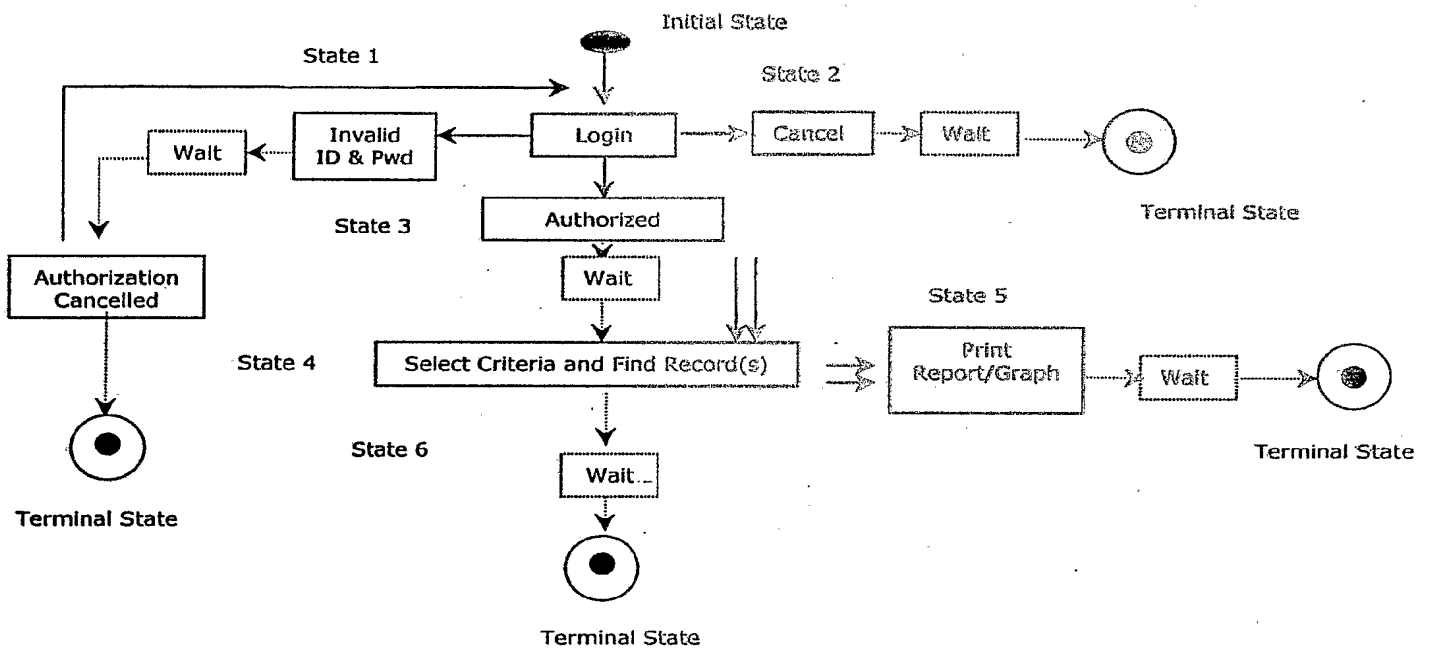 Initial State
State 1
State 2
Invalid
ID & Pwd
Login
Cancel
Wait
Wait
State 3
Authorized
Terminal State
Authorization
Cancelled
Wait
State 5
State 4
Select Criteria and Find Record(s)
Print
Report/Graph
Wait
State 6
Terminal State
Wait
Terminal State
Terminal State